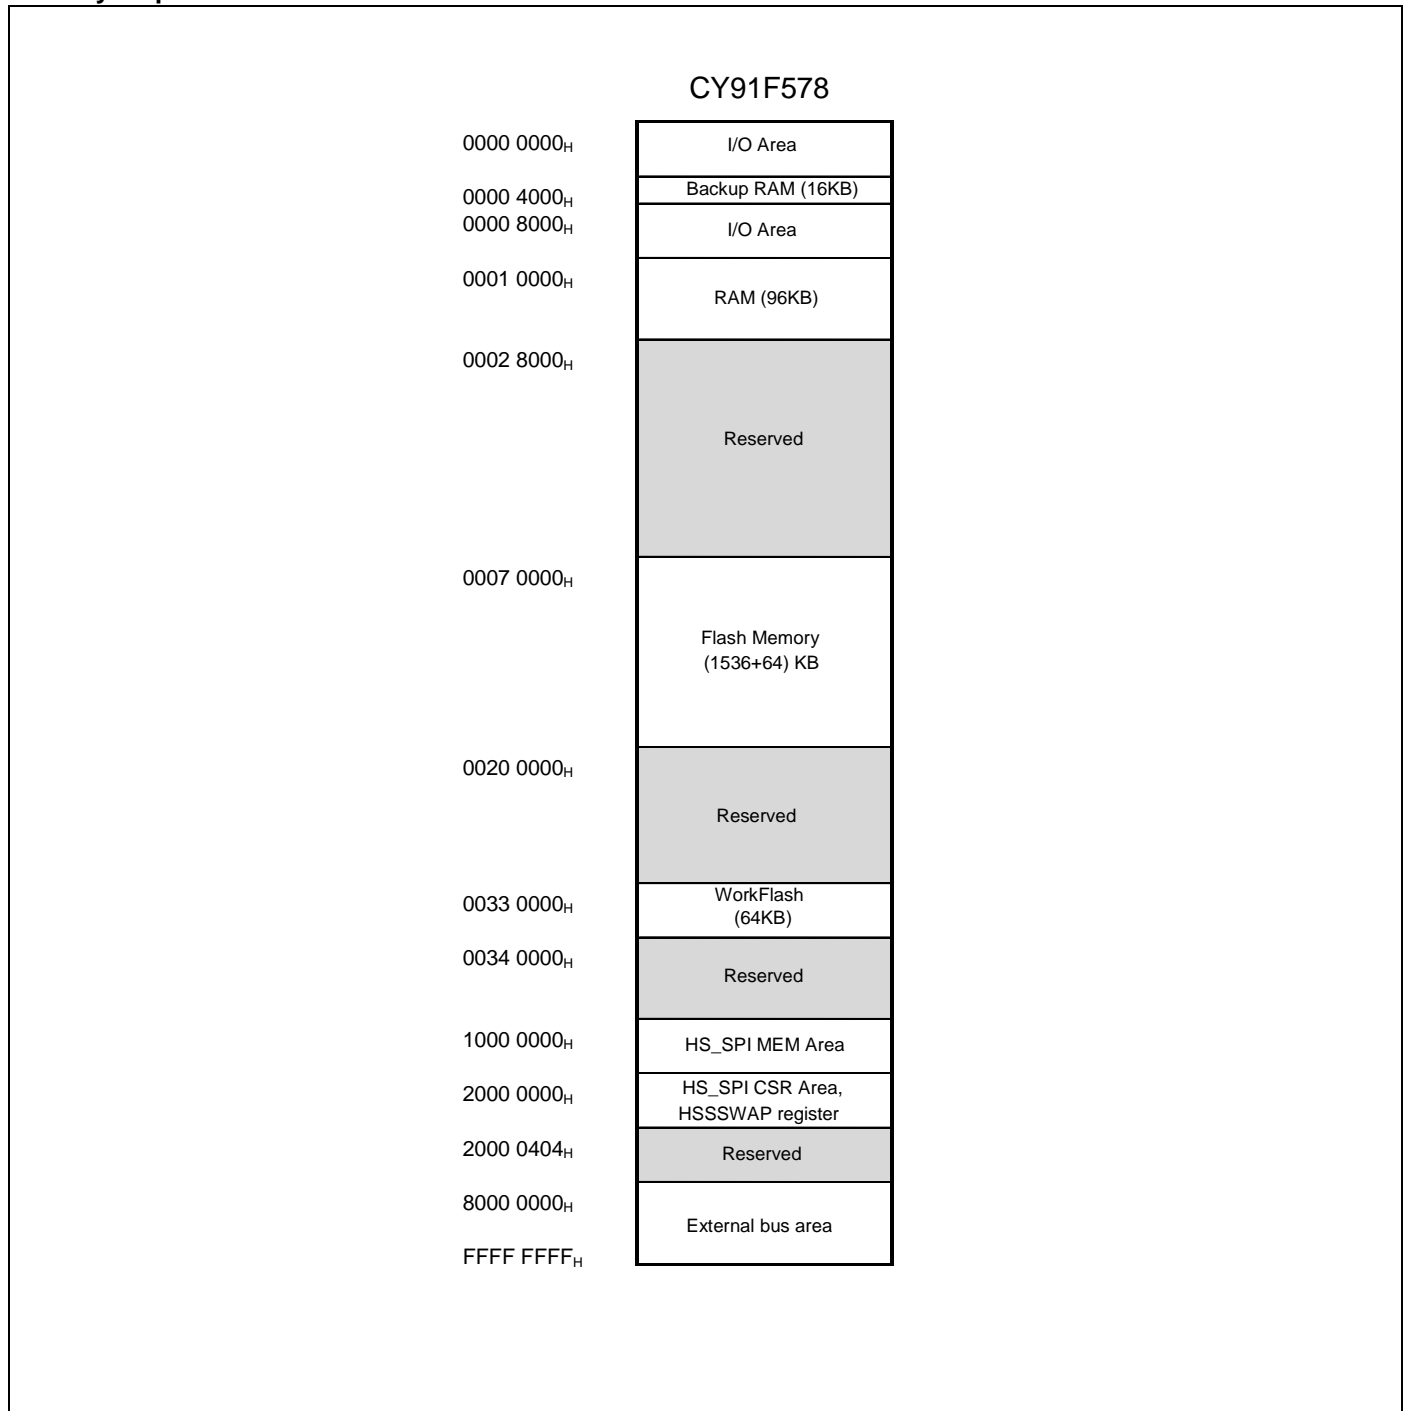 CY91F578
0000 0000H
I/O Area
0000 4000H
Backup RAM (16KB)
0000 8000H
I/O Area
0001 0000H
RAM (96KB)
0002 8000H
Reserved
0007 0000H
Flash Memory
(1536+64) KB
0020 0000H
Reserved
0033 0000H
WorkFlash
(64KB)
0034 0000H
Reserved
1000 0000H
HS_SPI MEM Area
2000 0000H
HS_SPI CSR Area,
HSSSWAP register
2000 0404H
Reserved
8000 0000H
External bus area
FFFF FFFFH